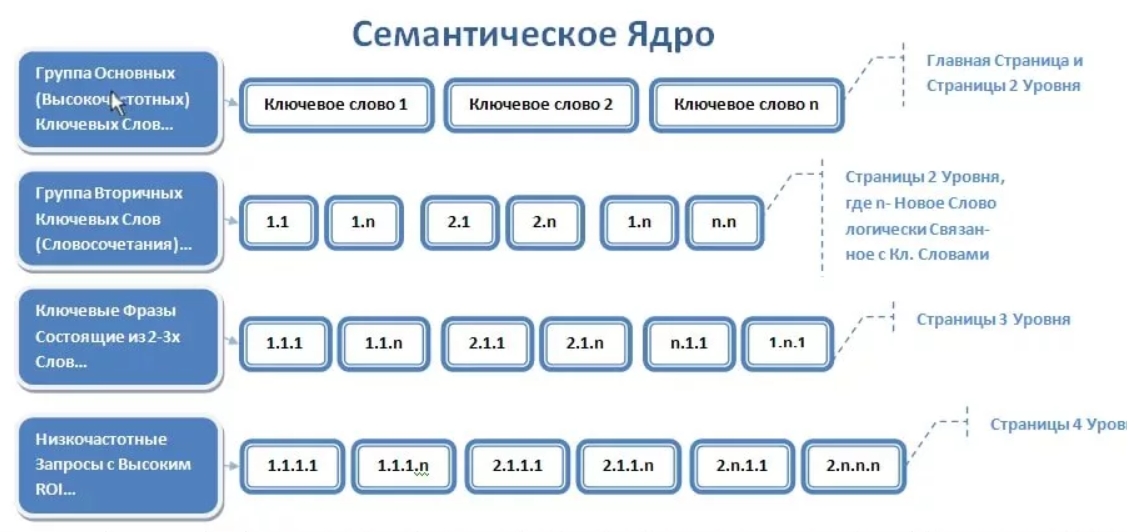 Семантическое Ядро
Группа Основных
(Высокочастотных)
Ключевых Слов...
Ключевое слово 1
Ключевое слово 2
Ключевое слово n
Главная Страница и
Страницы 2 Уровня
Группа Вторичных
Ключевых Слов
(Словосочетания)...
1.1
1.n
2.1
2.n
1.n
n.n
Страницы 2 Уровня,
где n- Новое Слово
логически Связан-
ное с Кл. Словами
Ключевые Фразы
Состоящие из 2-3х
Слов...
1.1.1
1.1.n
2.1.1
2.1.n
n.1.1
1.n.1
Страницы 3 Уровня
Низкочастотные
Запросы с Высоким
ROI...
1.1.1.1
1.1.1.n
2.1.1.1
2.1.1.n
2.n.1.1
2.n.n.n
Страницы 4 Уров